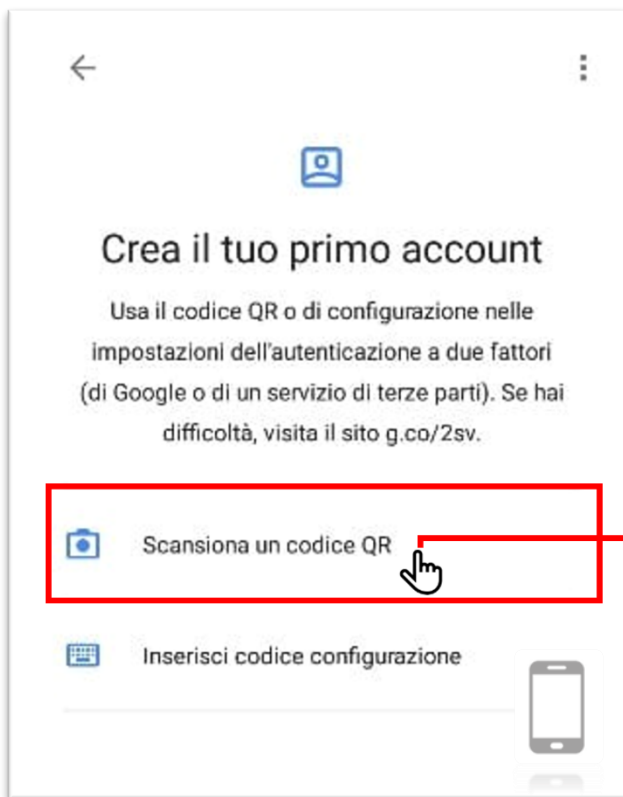 Crea il tuo primo account
Usa il codice QR o di configurazione nelle
impostazioni dell'autenticazione a due fattori
(di Google o di un servizio di terze parti). Se hai
difficoltà, visita il sito g.co/2sv.
Scansiona un codice QR
Inserisci codice configurazione